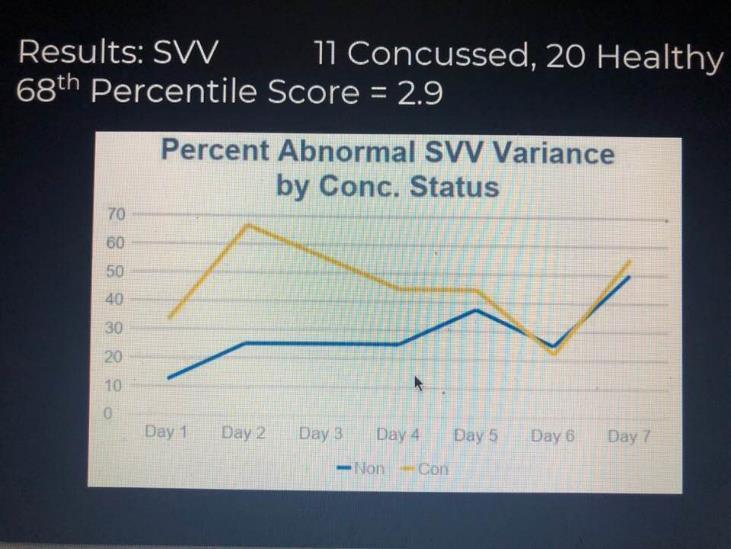 Results: SVV 11 Concussed, 20 Healthy
68th Percentile Score = 2.9
Percent Abnormal SVV Variance
by Conc. Status
70
60
50
40
30
20
10
0
Day 1 Day 2 Day 3 Day 4 Day 5 Day 6 Day 7
Non Con